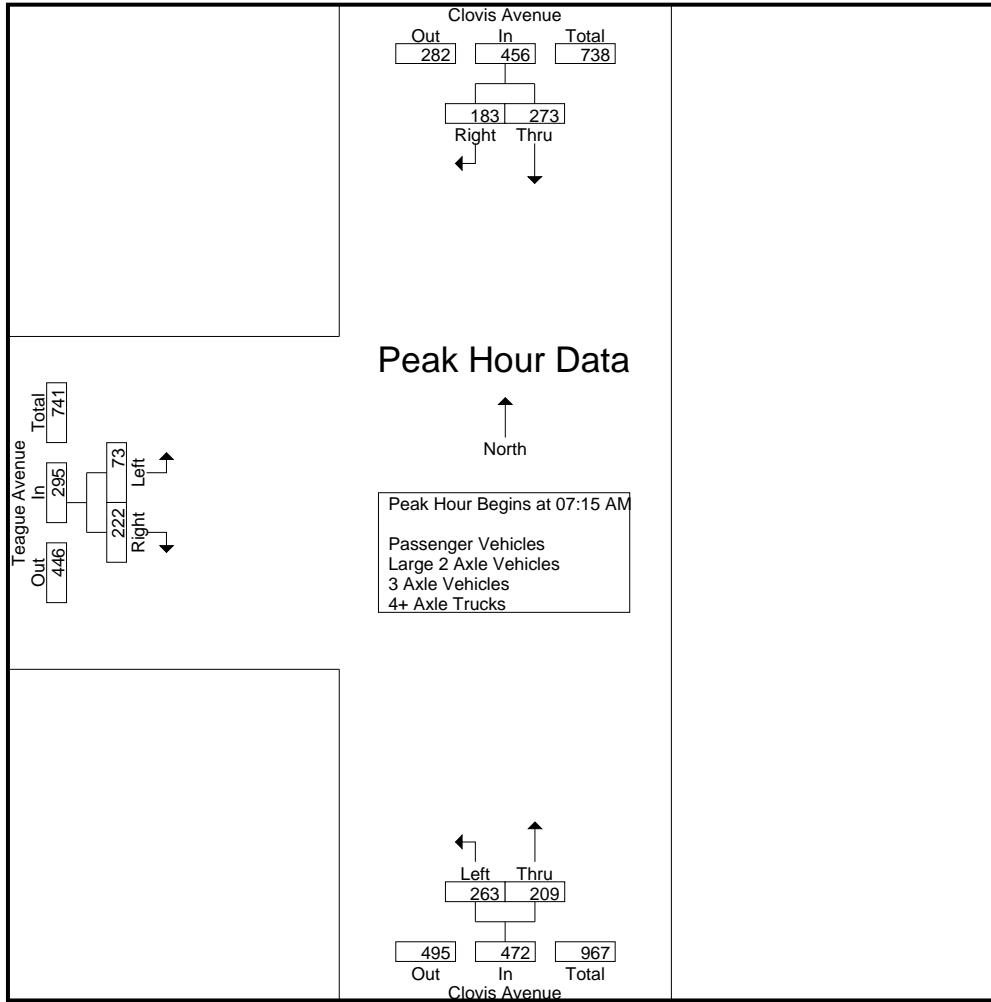 Clovis Avenue
Out In Total
282 456 738
183 273
Right Thru
Peak Hour Data
North
Teague Avenue
Out In Total
446 295 741
222 73
Right Left
Peak Hour Begins at 07:15 AM
Passenger Vehicles
Large 2 Axle Vehicles
3 Axle Vehicles
4+ Axle Trucks
Left Thru
263 209
495 472 967
Out In Total
Clovis Avenue